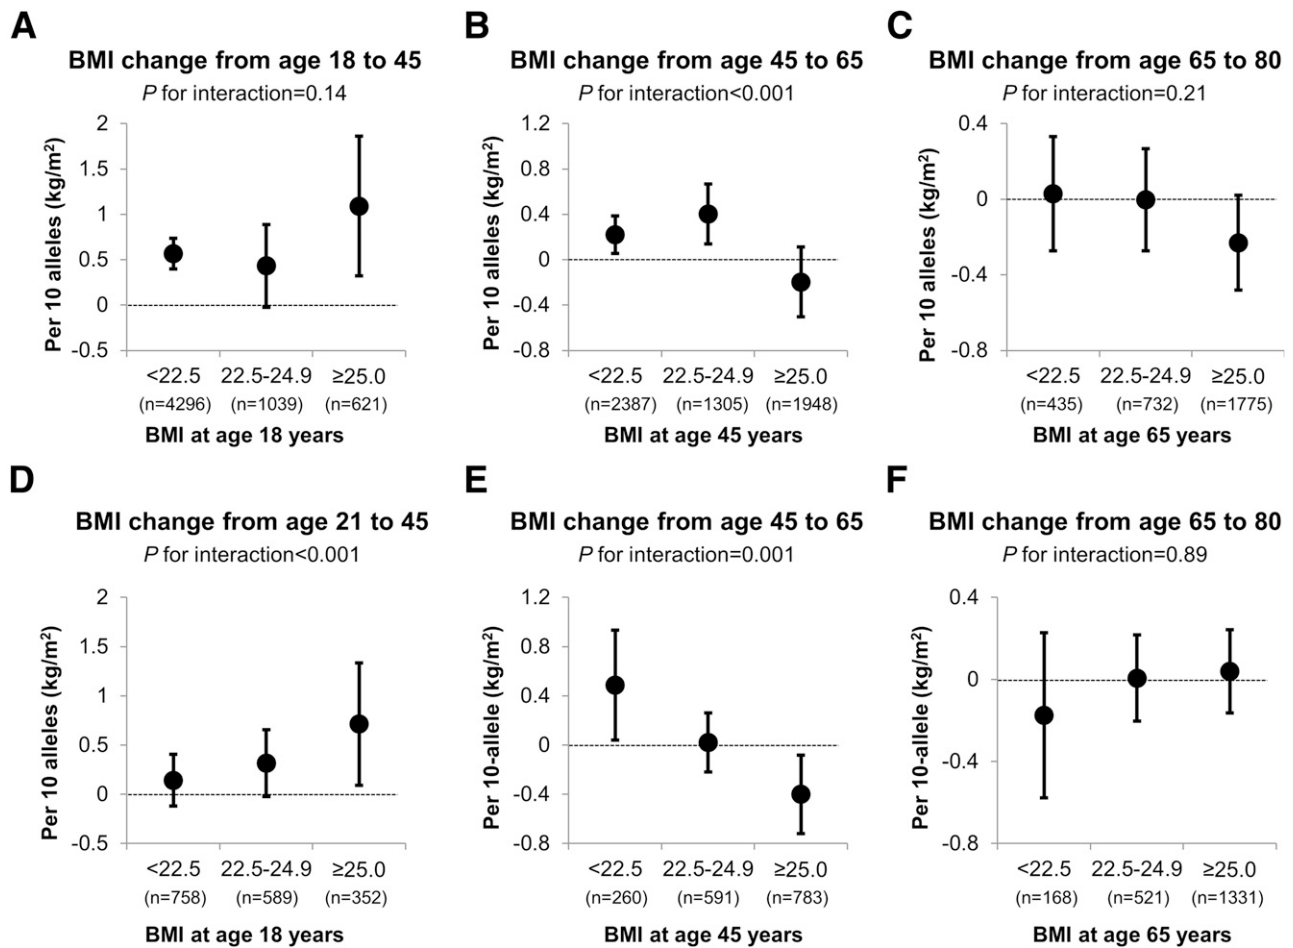 A
BMI change from age 18 to 45
P for interaction=0.14
Per 10 alleles (kg/m²)
2
1.5
1
0.5
0
-0.5
<22.5 22.5-24.9 ≥25.0
(n=4296) (n=1039) (n=621)
BMI at age 18 years
B
BMI change from age 45 to 65
P for interaction<0.001
Per 10 alleles (kg/m²)
1.2
0.8
0.4
0
-0.4
-0.8
<22.5 22.5-24.9 ≥25.0
(n=2387) (n=1305) (n=1948)
BMI at age 45 years
C
BMI change from age 65 to 80
P for interaction=0.21
Per 10 alleles (kg/m²)
0.4
0
-0.4
-0.8
<22.5 22.5-24.9 ≥25.0
(n=435) (n=732) (n=1775)
BMI at age 65 years
D
BMI change from age 21 to 45
P for interaction<0.001
Per 10 alleles (kg/m²)
2
1.5
1
0.5
0
-0.5
<22.5 22.5-24.9 ≥25.0
(n=758) (n=589) (n=352)
BMI at age 18 years
E
BMI change from age 45 to 65
P for interaction=0.001
Per 10-allele (kg/m²)
1.2
0.8
0.4
0
-0.4
-0.8
<22.5 22.5-24.9 ≥25.0
(n=260) (n=591) (n=783)
BMI at age 45 years
F
BMI change from age 65 to 80
P for interaction=0.89
Per 10-allele (kg/m²)
0.4
0
-0.4
-0.8
<22.5 22.5-24.9 ≥25.0
(n=168) (n=521) (n=1331)
BMI at age 65 years